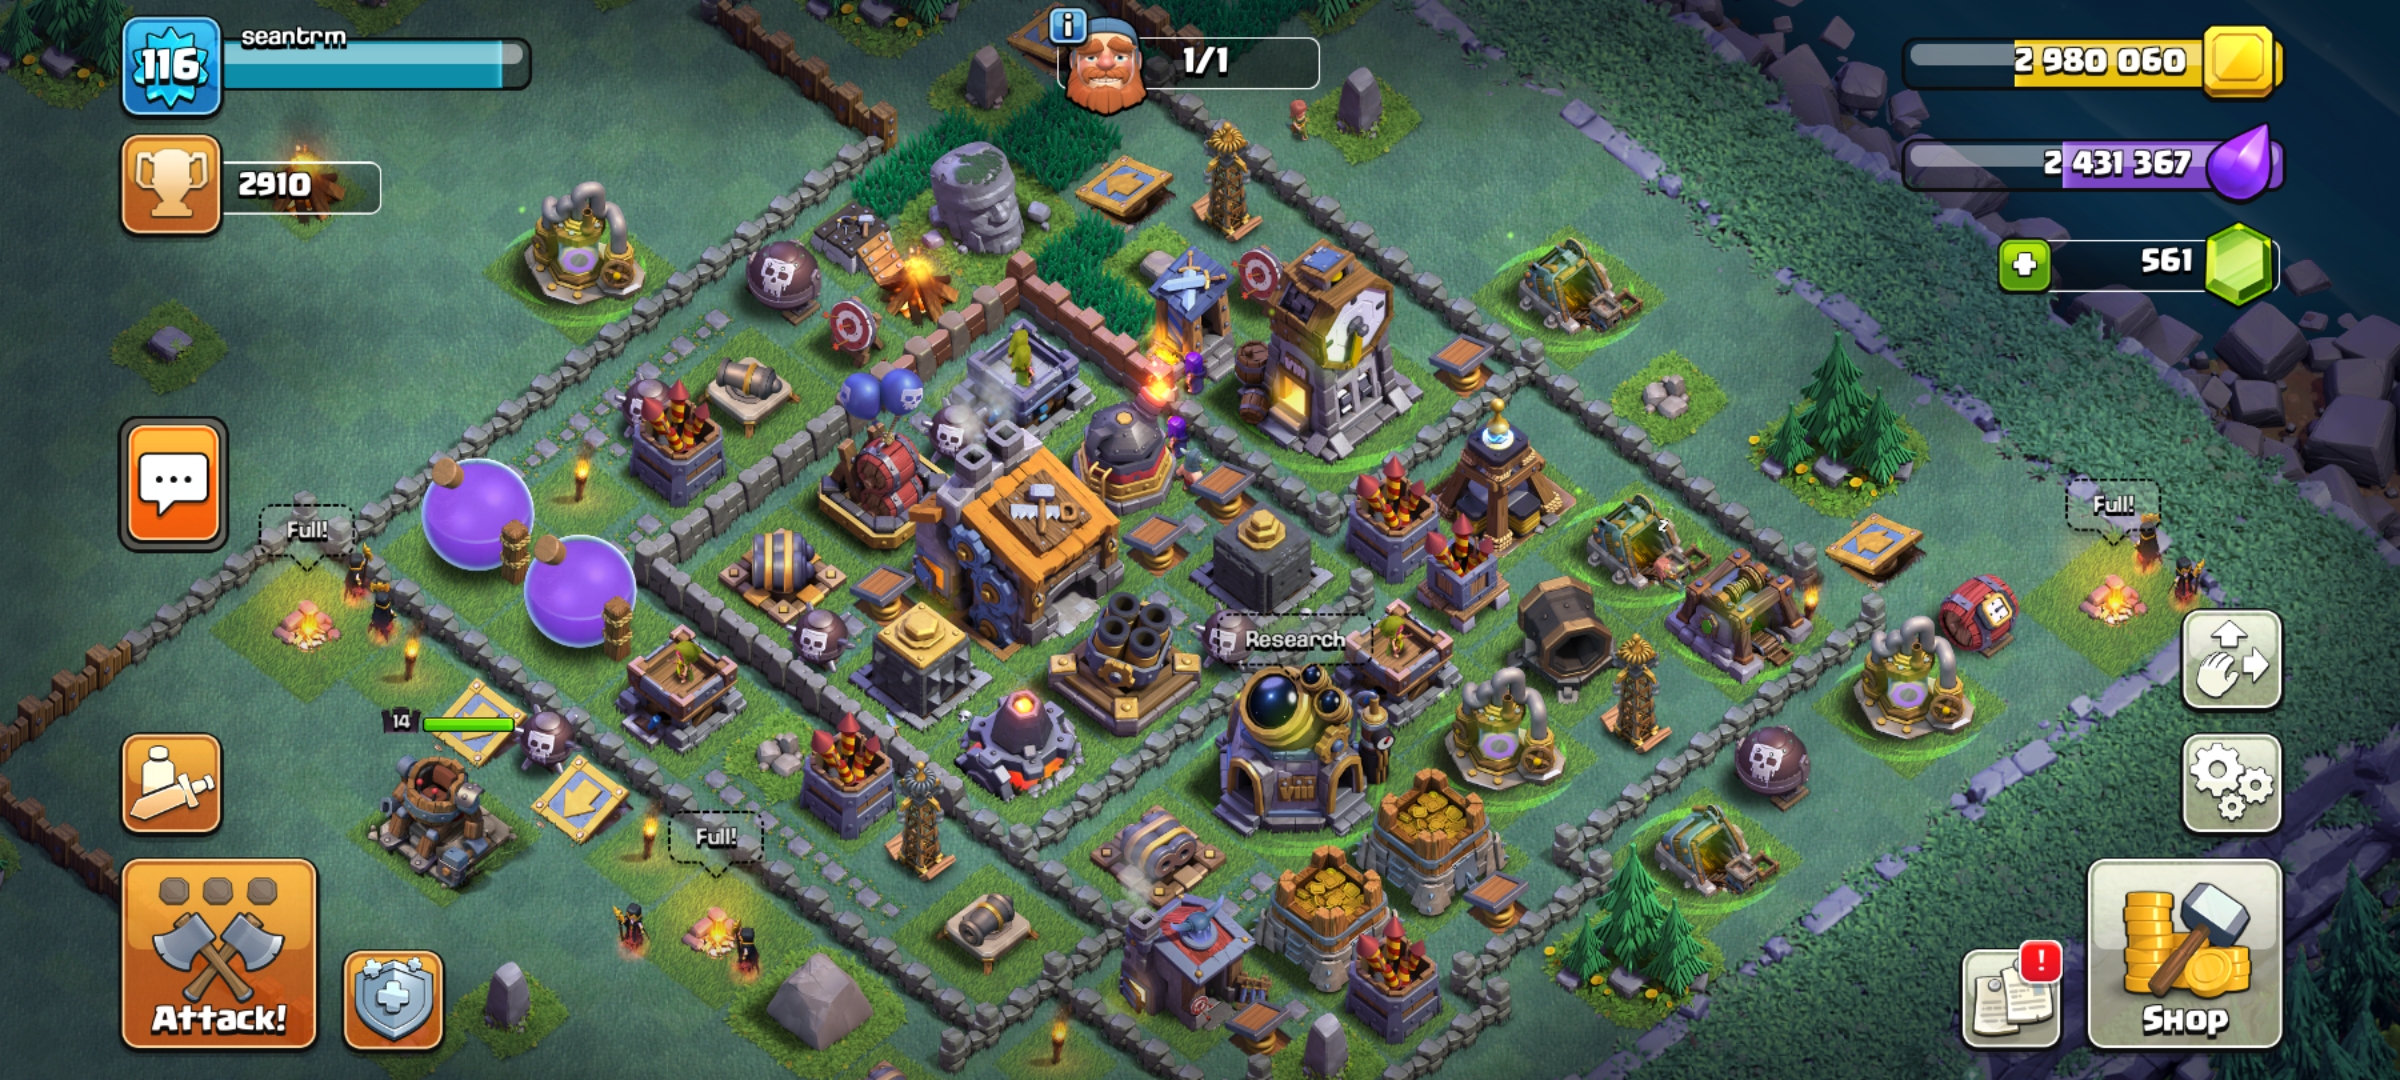 116
seantrm
i
1/1
2 980 060
2910
2 431 367
561
Full!
Full!
Research
14
Full!
Attack!
!
Shop